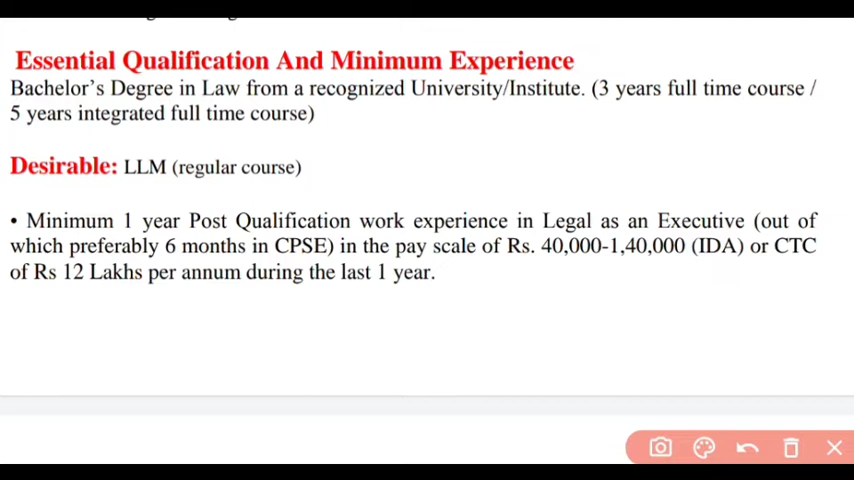 Essential Qualification And Minimum Experience
Bachelor's Degree in Law from a recognized University/Institute. (3 years full time course /
5 years integrated full time course)
Desirable: LLM (regular course)
• Minimum 1 year Post Qualification work experience in Legal as an Executive (out of
which preferably 6 months in CPSE) in the pay scale of Rs. 40,000-1,40,000 (IDA) or CTC
of Rs 12 Lakhs per annum during the last 1 year.